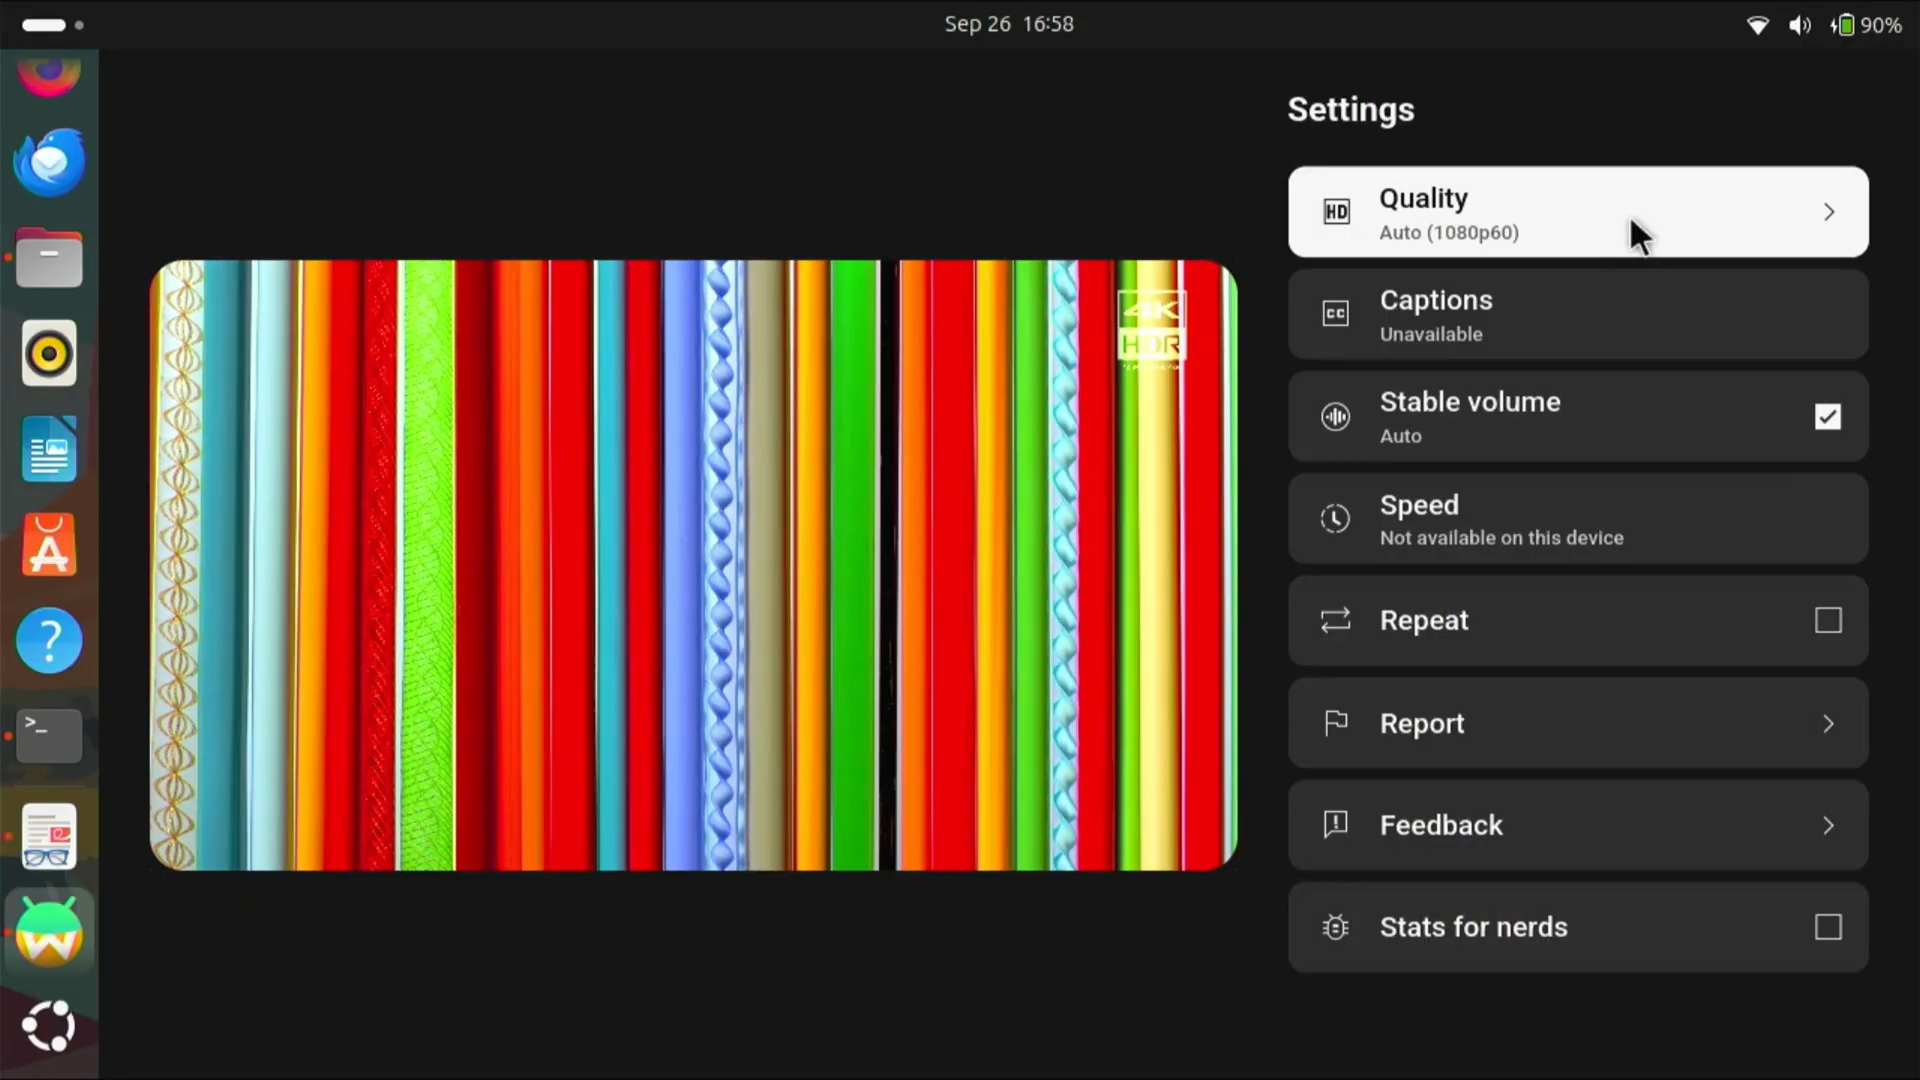 Sep 26 16:58
90%
Settings
HD
Quality
Auto (1080p60)
4K
HDR
CC
Captions
Unavailable
Stable volume
Auto
Speed
Not available on this device
Repeat
Report
Feedback
Stats for nerds